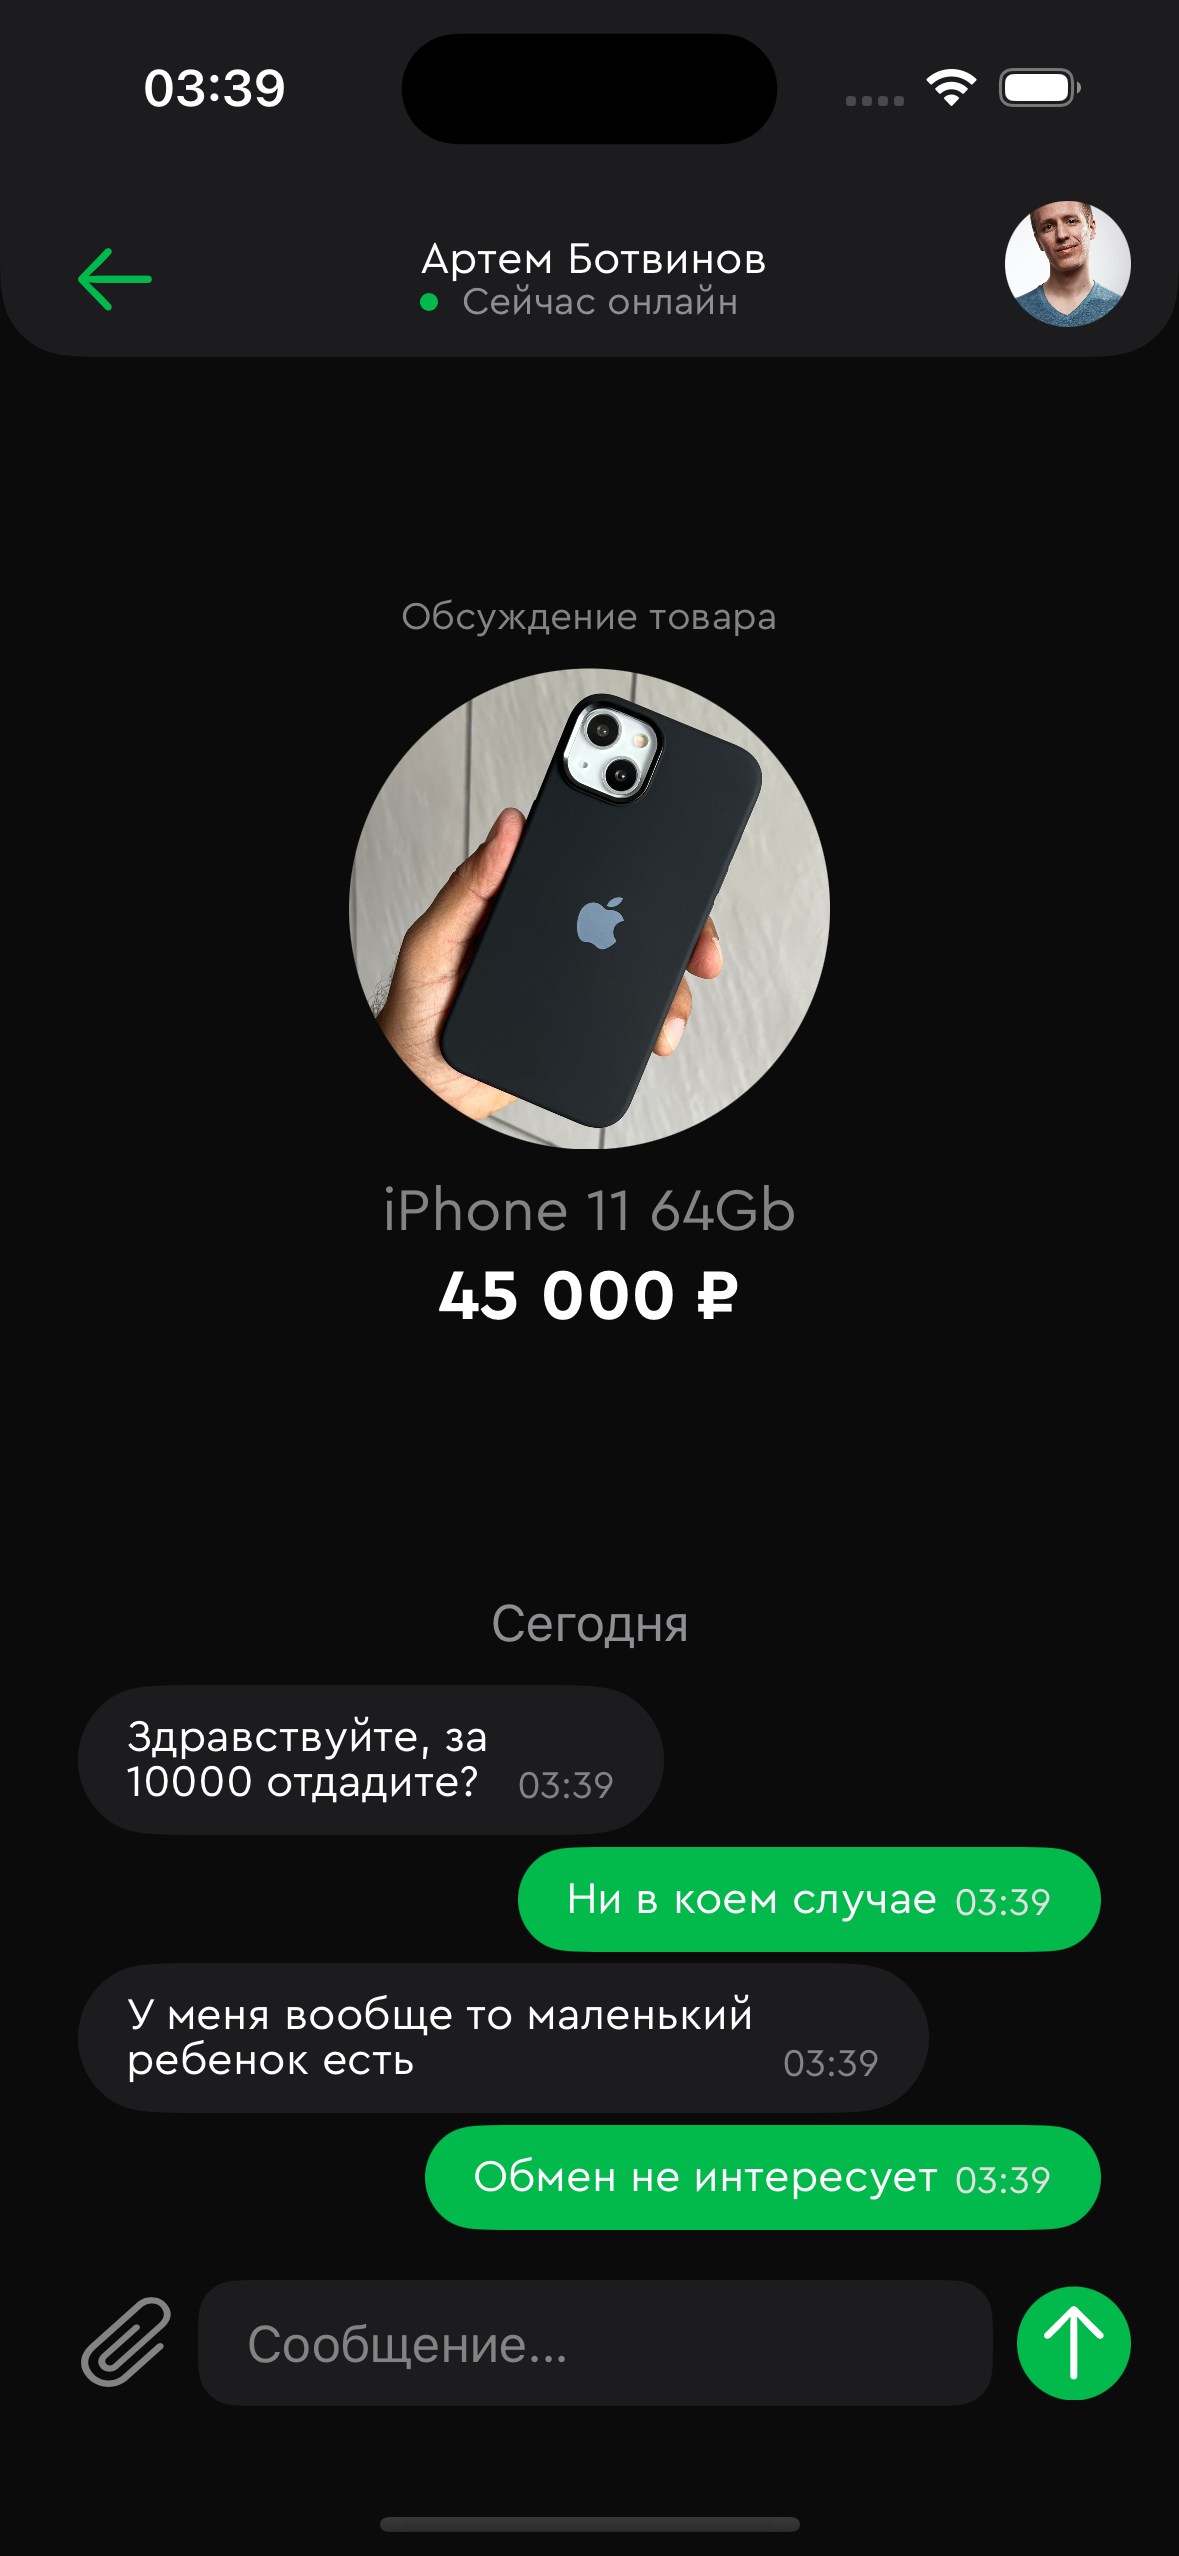 03:39
Артем Ботвинов
Сейчас онлайн
Обсуждение товара
iPhone 11 64Gb
45 000 ₽
Сегодня
Здравствуйте, за
10000 отдадите? 03:39
Ни в коем случае 03:39
У меня вообще то маленький
ребенок есть 03:39
Обмен не интересует 03:39
Сообщение...